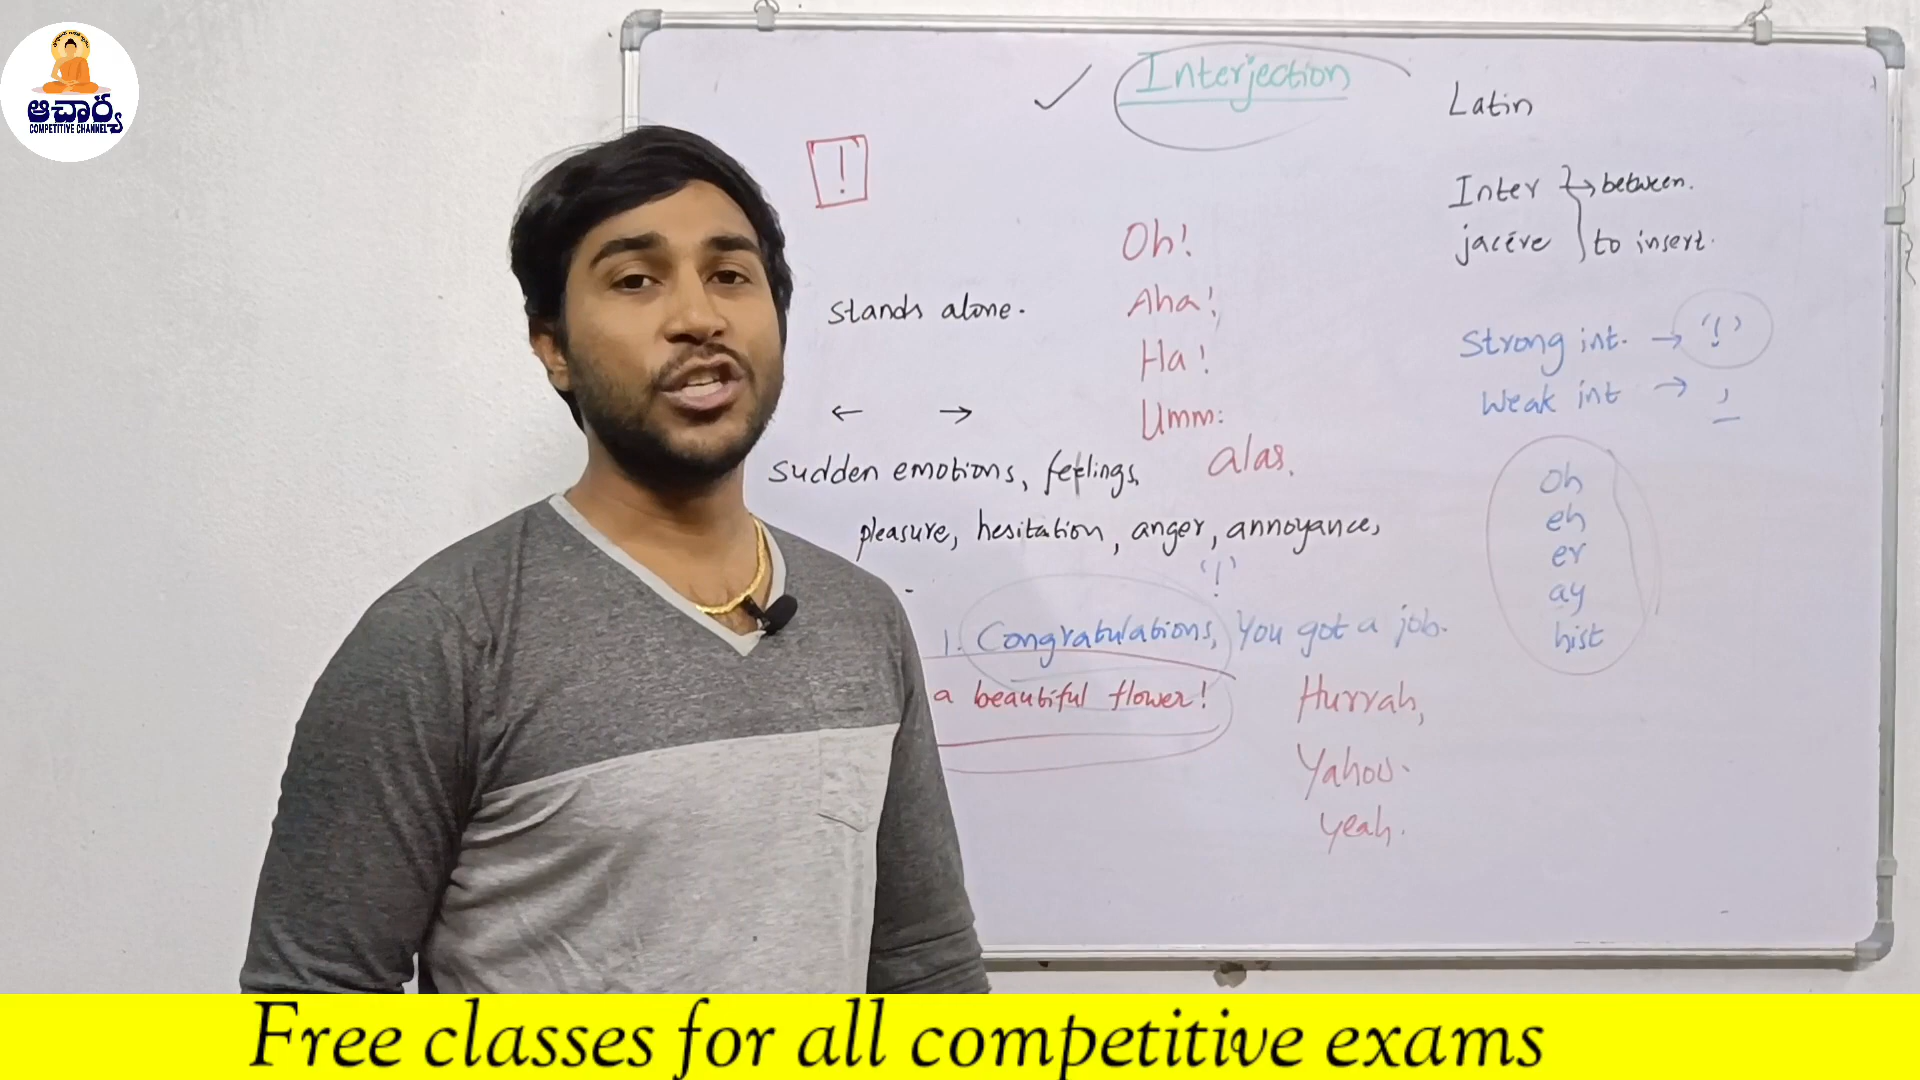 ఆచార్య
COMPETITIVE CHANNEL
Interjection
Latin
!
Inter → between.
jacēre to insert.
Oh!
Aha!
stands alone.
Ha!
Strong int. → '!'
Weak int → ,
← →
Umm:
alas.
sudden emotions, feelings,
pleasure, hesitation, anger, annoyance,
'!'
Oh
eh
er
ay
hist
1. Congratulations, You got a job.
a beautiful flower!
Hurrah,
Yahoo.
yeah.
Free classes for all competitive exams